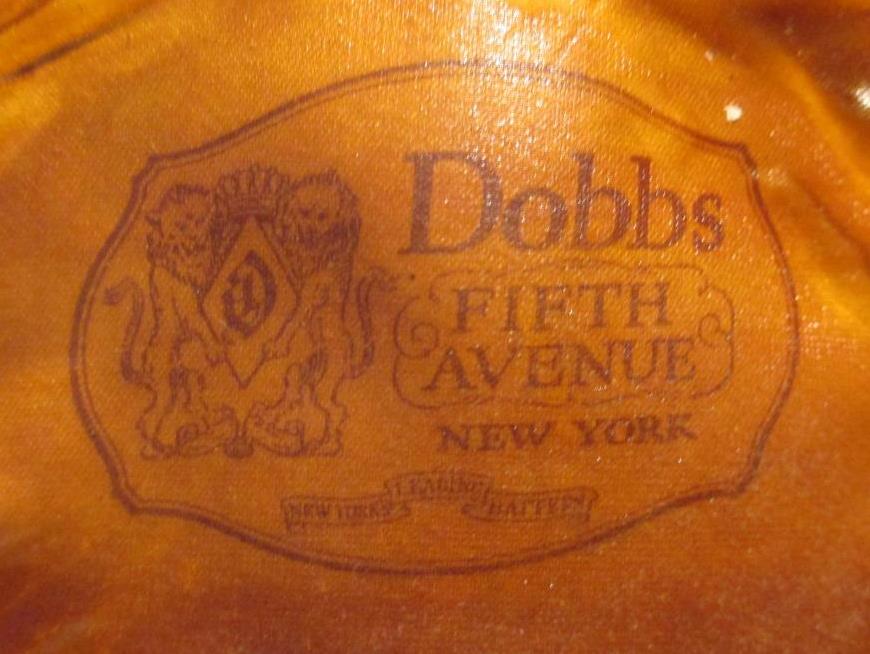 Dobbs
FIFTH
AVENUE
NEW YORK
D
NEW YORK'S LEADING HATTERS